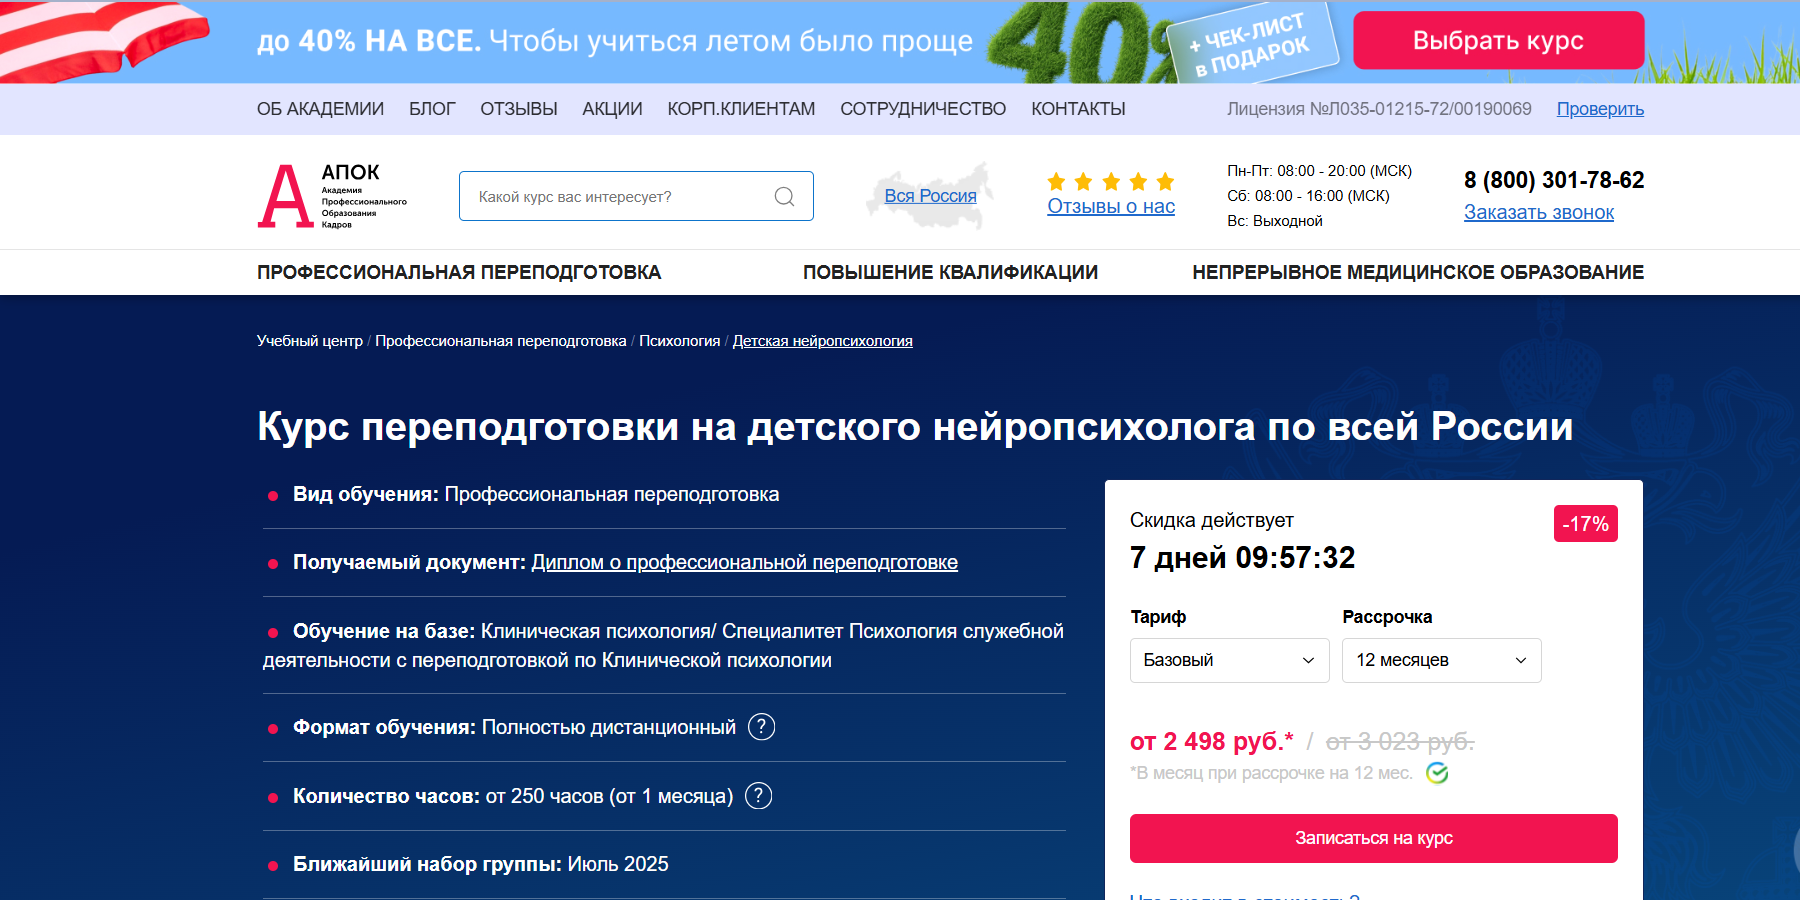 до 40% НА ВСЕ. Чтобы учиться летом было проще
40%
+ ЧЕК-ЛИСТ
в ПОДАРОК
Выбрать курс
ОБ АКАДЕМИИ БЛОГ ОТЗЫВЫ АКЦИИ КОРП.КЛИЕНТАМ СОТРУДНИЧЕСТВО КОНТАКТЫ Лицензия №Л035-01215-72/00190069 Проверить
А
АПОК
Академия
Профессионального
Образования
Кадров
Какой курс вас интересует?
Вся Россия
Отзывы о нас
Пн-Пт: 08:00 - 20:00 (МСК)
Сб: 08:00 - 16:00 (МСК)
Вс: Выходной
8 (800) 301-78-62
Заказать звонок
ПРОФЕССИОНАЛЬНАЯ ПЕРЕПОДГОТОВКА ПОВЫШЕНИЕ КВАЛИФИКАЦИИ НЕПРЕРЫВНОЕ МЕДИЦИНСКОЕ ОБРАЗОВАНИЕ
Учебный центр / Профессиональная переподготовка / Психология / Детская нейропсихология
Курс переподготовки на детского нейропсихолога по всей России
Вид обучения: Профессиональная переподготовка
Получаемый документ: Диплом о профессиональной переподготовке
Обучение на базе: Клиническая психология/ Специалитет Психология служебной
деятельности с переподготовкой по Клинической психологии
Формат обучения: Полностью дистанционный ?
Количество часов: от 250 часов (от 1 месяца) ?
Ближайший набор группы: Июль 2025
Скидка действует
-17%
7 дней 09:57:32
Тариф Рассрочка
Базовый 12 месяцев
от 2 498 руб.* / от 3 023 руб.
*В месяц при рассрочке на 12 мес.
Записаться на курс
Что входит в стоимость?